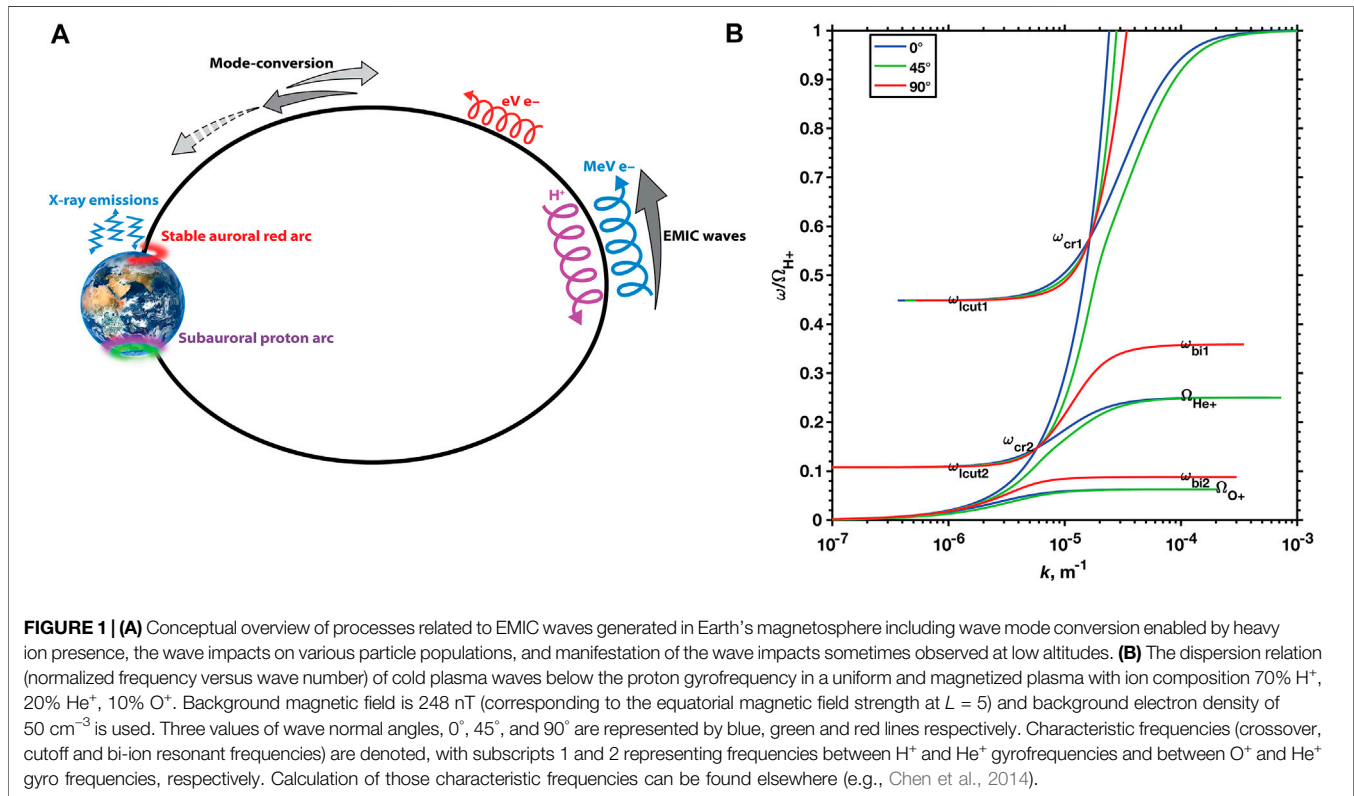 A
Mode-conversion
eV e–
MeV e–
H+
EMIC waves
X-ray emissions
Stable auroral red arc
Subauroral proton arc
B
0°
45°
90°
ω/ΩH+
1
0.9
0.8
0.7
0.6
0.5
0.4
0.3
0.2
0.1
0
ωcr1
ωlcut1
ωbi1
ΩHe+
ωcr2
ωlcut2
ωbi2
ΩO+
10-7
10-6
10-5
10-4
10-3
k, m-1
FIGURE 1 | (A) Conceptual overview of processes related to EMIC waves generated in Earth's magnetosphere including wave mode conversion enabled by heavy
ion presence, the wave impacts on various particle populations, and manifestation of the wave impacts sometimes observed at low altitudes. (B) The dispersion relation
(normalized frequency versus wave number) of cold plasma waves below the proton gyrofrequency in a uniform and magnetized plasma with ion composition 70% H+,
20% He+, 10% O+. Background magnetic field is 248 nT (corresponding to the equatorial magnetic field strength at L = 5) and background electron density of
50 cm−3 is used. Three values of wave normal angles, 0°, 45°, and 90° are represented by blue, green and red lines respectively. Characteristic frequencies (crossover,
cutoff and bi-ion resonant frequencies) are denoted, with subscripts 1 and 2 representing frequencies between H+ and He+ gyrofrequencies and between O+ and He+
gyro frequencies, respectively. Calculation of those characteristic frequencies can be found elsewhere (e.g., Chen et al., 2014).